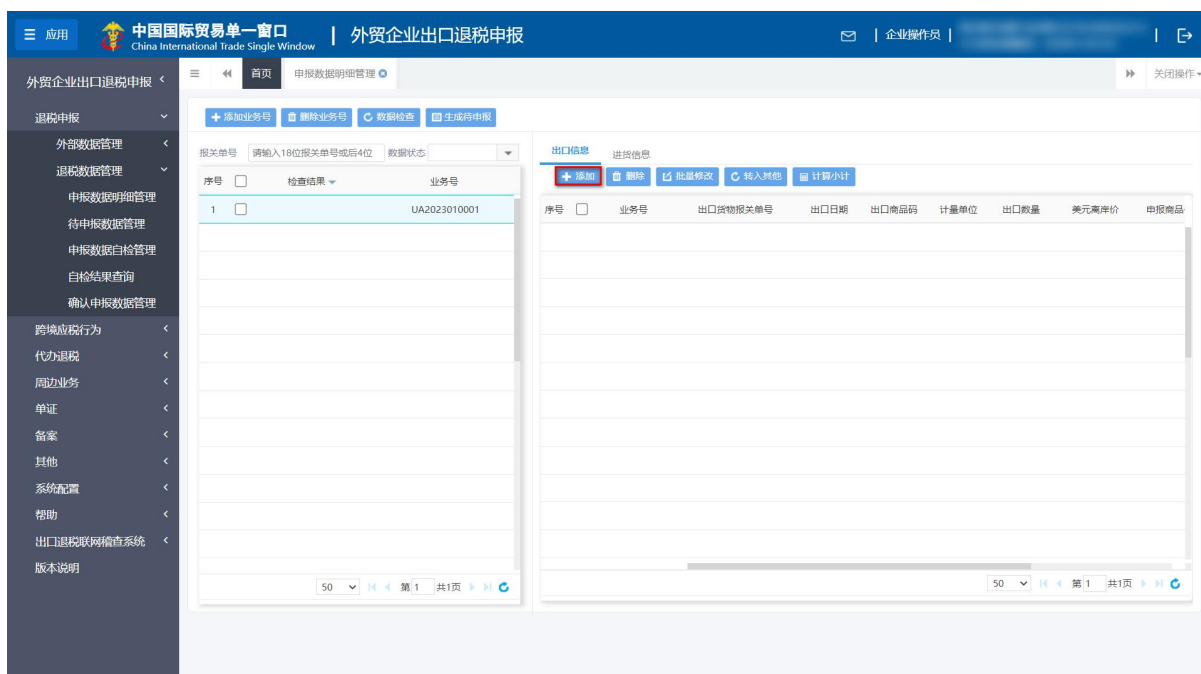 应用
中国国际贸易单一窗口
China International Trade Single Window
外贸企业出口退税申报
企业操作员
外贸企业出口退税申报
首页
申报数据明细管理
关闭操作
退税申报
外部数据管理
退税数据管理
申报数据明细管理
待申报数据管理
申报数据自检管理
自检结果查询
确认申报数据管理
跨境应税行为
代办退税
周边业务
单证
备案
其他
系统配置
帮助
出口退税联网稽查系统
版本说明
添加业务号 删除业务号 数据检查 生成待申报
报关单号 请输入18位报关单号或后4位 数据状态
序号 检查结果 业务号
1 UA2023010001
50 第 1 共1页
出口信息 进货信息
添加 删除 批量修改 转入其他 计算小计
序号 业务号 出口货物报关单号 出口日期 出口商品码 计量单位 出口数量 美元离岸价 申报商品
50 第 1 共1页